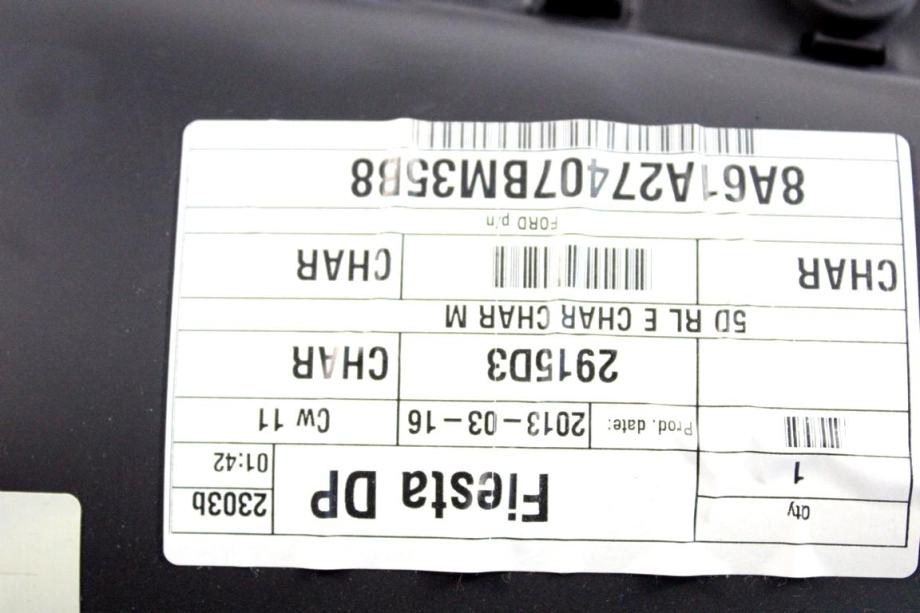 Qty Fiesta DP 2303b
1 01:42
Prod. date: 2013-03-16 Cw 11
2915D3 CHAR
5D RL E CHAR CHAR M
CHAR CHAR
FORD p/n
8A61A27407BM35B8